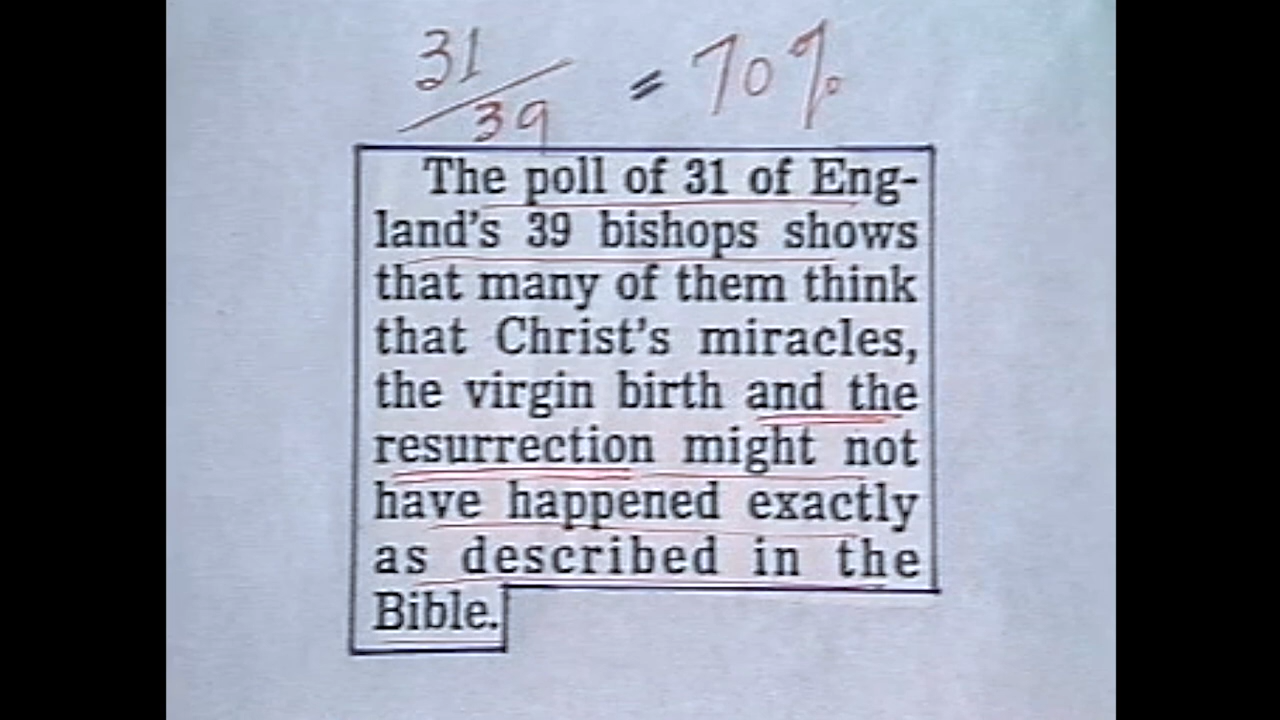 31/39 = 70%
The poll of 31 of Eng-
land's 39 bishops shows
that many of them think
that Christ's miracles,
the virgin birth and the
resurrection might not
have happened exactly
as described in the
Bible.